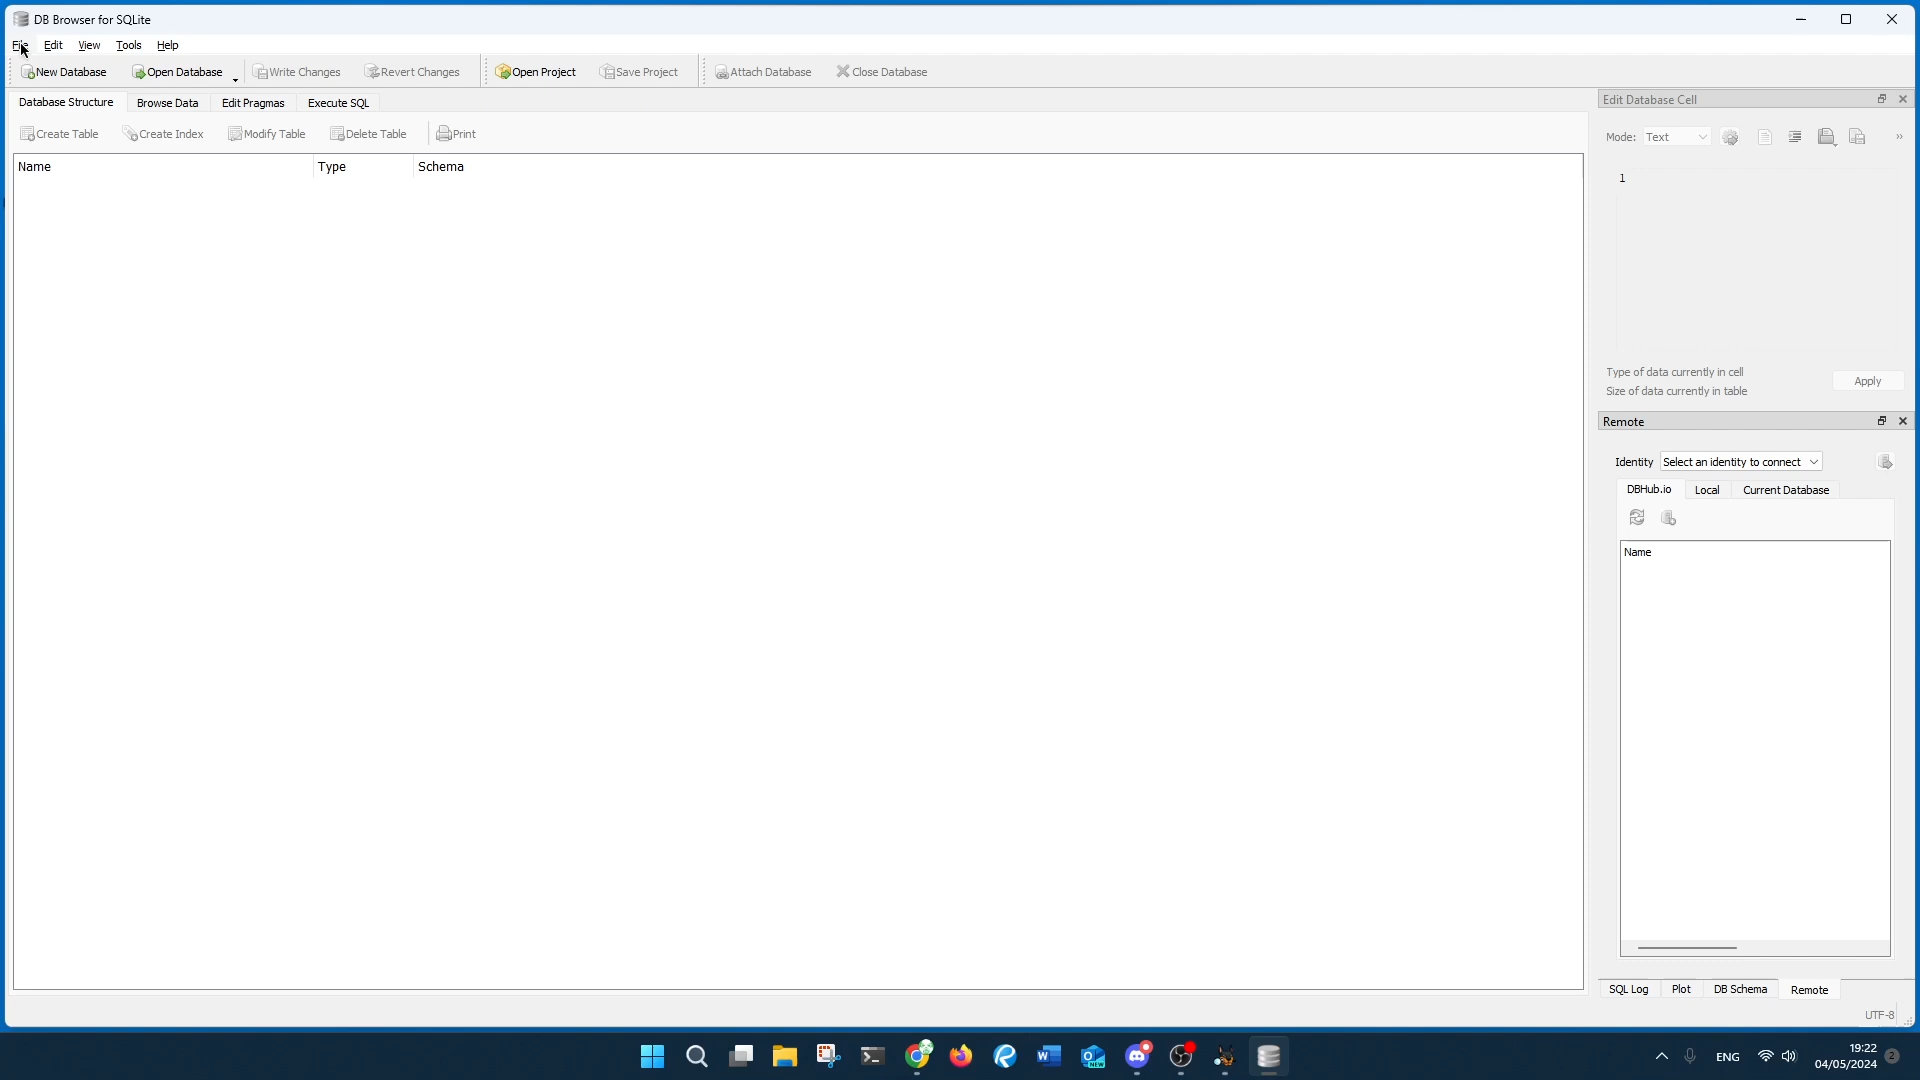 DB Browser for SQLite
File Edit View Tools Help
New Database Open Database Write Changes Revert Changes Open Project Save Project Attach Database Close Database
Database Structure Browse Data Edit Pragmas Execute SQL
Create Table Create Index Modify Table Delete Table Print
Name Type Schema
Edit Database Cell
Mode: Text »
1
Type of data currently in cell
Size of data currently in table
Apply
Remote
Identity Select an identity to connect
DBHub.io Local Current Database
Name
SQL Log Plot DB Schema Remote
UTF-8
NEW
ENG
19:22
04/05/2024
2